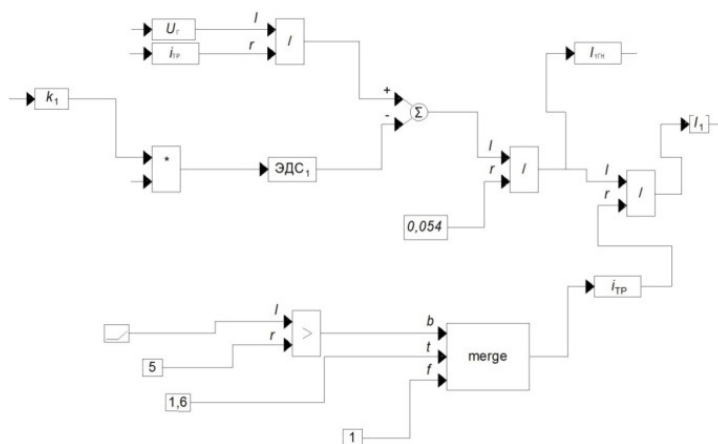 U_г l
i_ТР r /
I_1ГН
k_1
+
-
Σ
[I_1]
*
ЭДС_1
l
r /
l
r /
0,054
i_ТР
l
r >
b
t merge
f
5
1,6
1